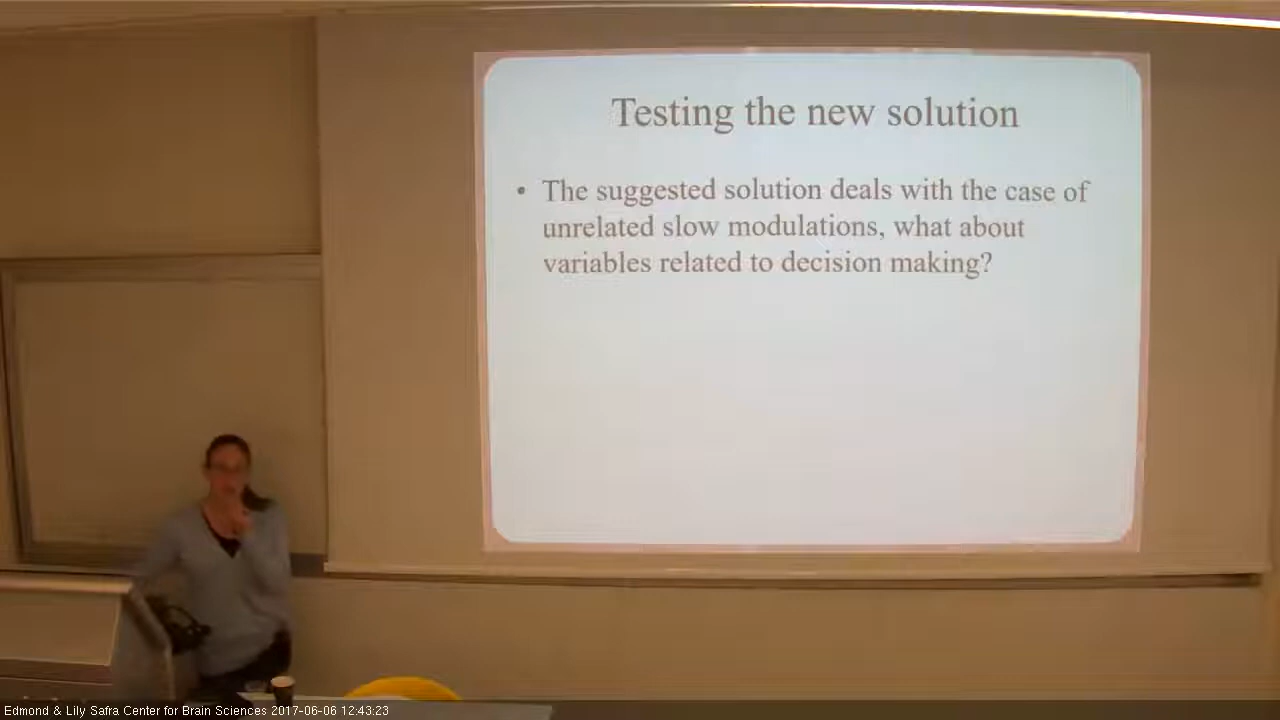 Testing the new solution
• The suggested solution deals with the case of
unrelated slow modulations, what about
variables related to decision making?
Edmond & Lily Safra Center for Brain Sciences 2017-06-06 12:43:23